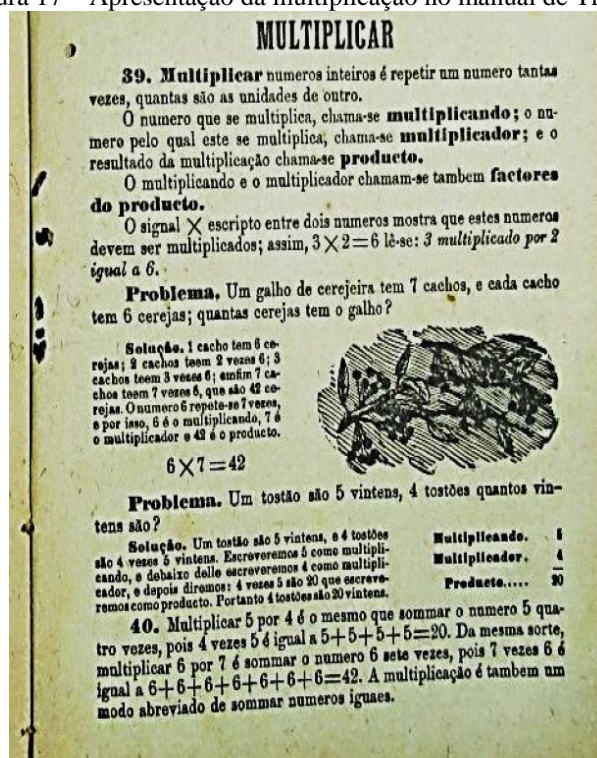 Apresentação da multiplicação no manual de
MULTIPLICAR
39. Multiplicar numeros inteiros é repetir um numero tantas
vezes, quantas são as unidades de outro.
O numero que se multiplica, chama-se multiplicando; o nu-
mero pelo qual este se multiplica, chama-se multiplicador; e o
resultado da multiplicação chama-se producto.
O multiplicando e o multiplicador chamam-se tambem factores
do producto.
O signal × escripto entre dois numeros mostra que estes numeros
devem ser multiplicados; assim, 3×2=6 lê-se: 3 multiplicado por 2
igual a 6.
Problema. Um galho de cerejeira tem 7 cachos, e cada cacho
tem 6 cerejas; quantas cerejas tem o galho?
Solução. 1 cacho tem 6 ce-
rejas; 2 cachos teem 2 vezes 6; 3
cachos teem 3 vezes 6; emfim 7 ca-
chos teem 7 vezes 6, que são 42 ce-
rejas. O numero 6 repete-se 7 vezes,
e por isso, 6 é o multiplicando, 7 é
o multiplicador e 42 é o producto.
6×7=42
Problema. Um tostão são 5 vintens, 4 tostões quantos vin-
tens são?
Solução. Um tostão são 5 vintens, e 4 tostões
são 4 vezes 5 vintens. Escreveremos 5 como multipli-
cando, e debaixo delle escreveremos 4 como multipli-
cador, e depois diremos: 4 vezes 5 são 20 que escreve-
remos como producto. Portanto 4 tostões são 20 vintens.
Multiplicando. 5
Multiplicador. 4
Producto..... 20
40. Multiplicar 5 por 4 é o mesmo que sommar o numero 5 qua-
tro vezes, pois 4 vezes 5 é igual a 5+5+5+5=20. Da mesma sorte,
multiplicar 6 por 7 é sommar o numero 6 sete vezes, pois 7 vezes 6 é
igual a 6+6+6+6+6+6+6=42. A multiplicação é tambem um
modo abreviado de sommar numeros iguaes.